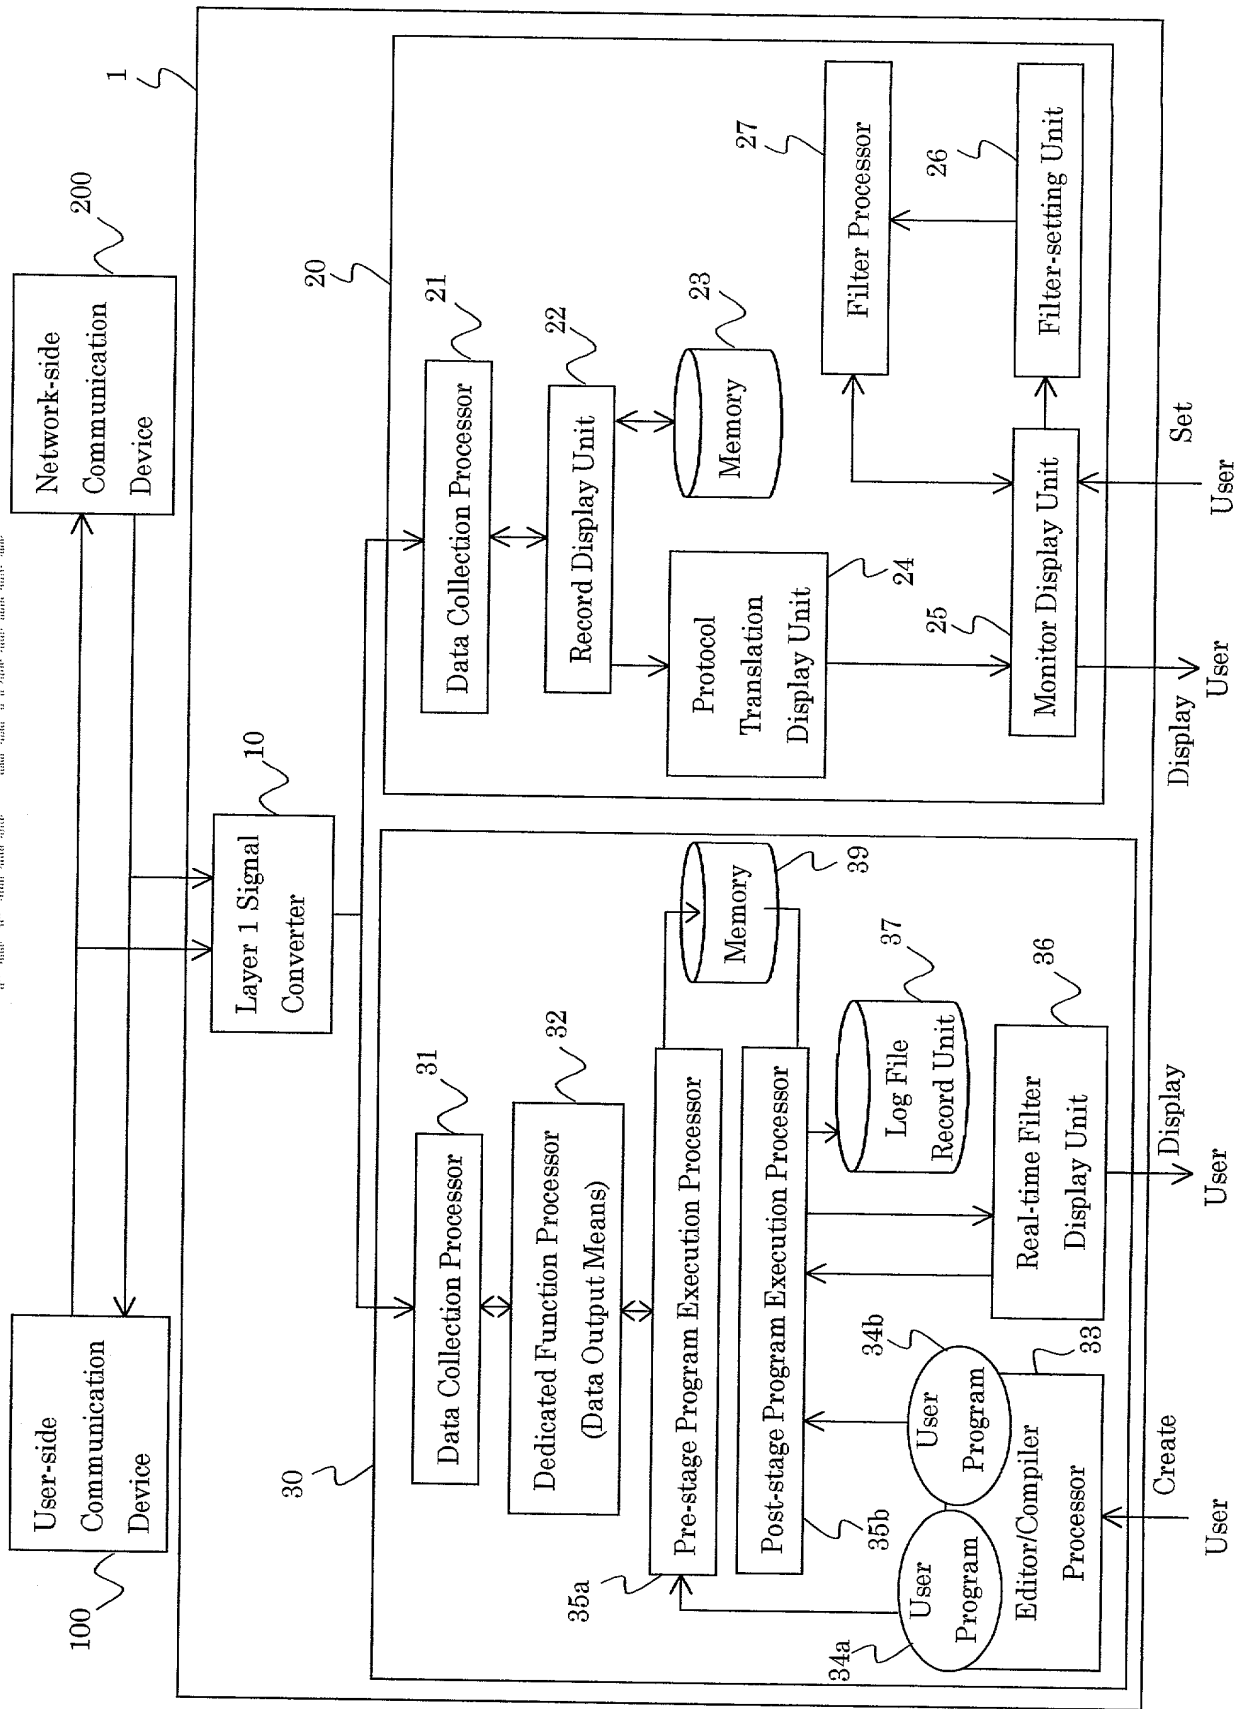 User-side
Communication
Device
100
Network-side
Communication
Device
200
1
Layer 1 Signal
Converter
10
30
Data Collection Processor
31
Dedicated Function Processor
(Data Output Means)
32
Pre-stage Program Execution Processor
35a
Memory
39
Post-stage Program Execution Processor
35b
Log File
Record Unit
37
User
Program
34a
User
Program
34b
Editor/Compiler
Processor
33
Real-time Filter
Display Unit
36
Create
User
Display
User
20
Data Collection Processor
21
Record Display Unit
22
Memory
23
Protocol
Translation
Display Unit
24
Filter Processor
27
Monitor Display Unit
25
Filter-setting Unit
26
Display
User
Set
User